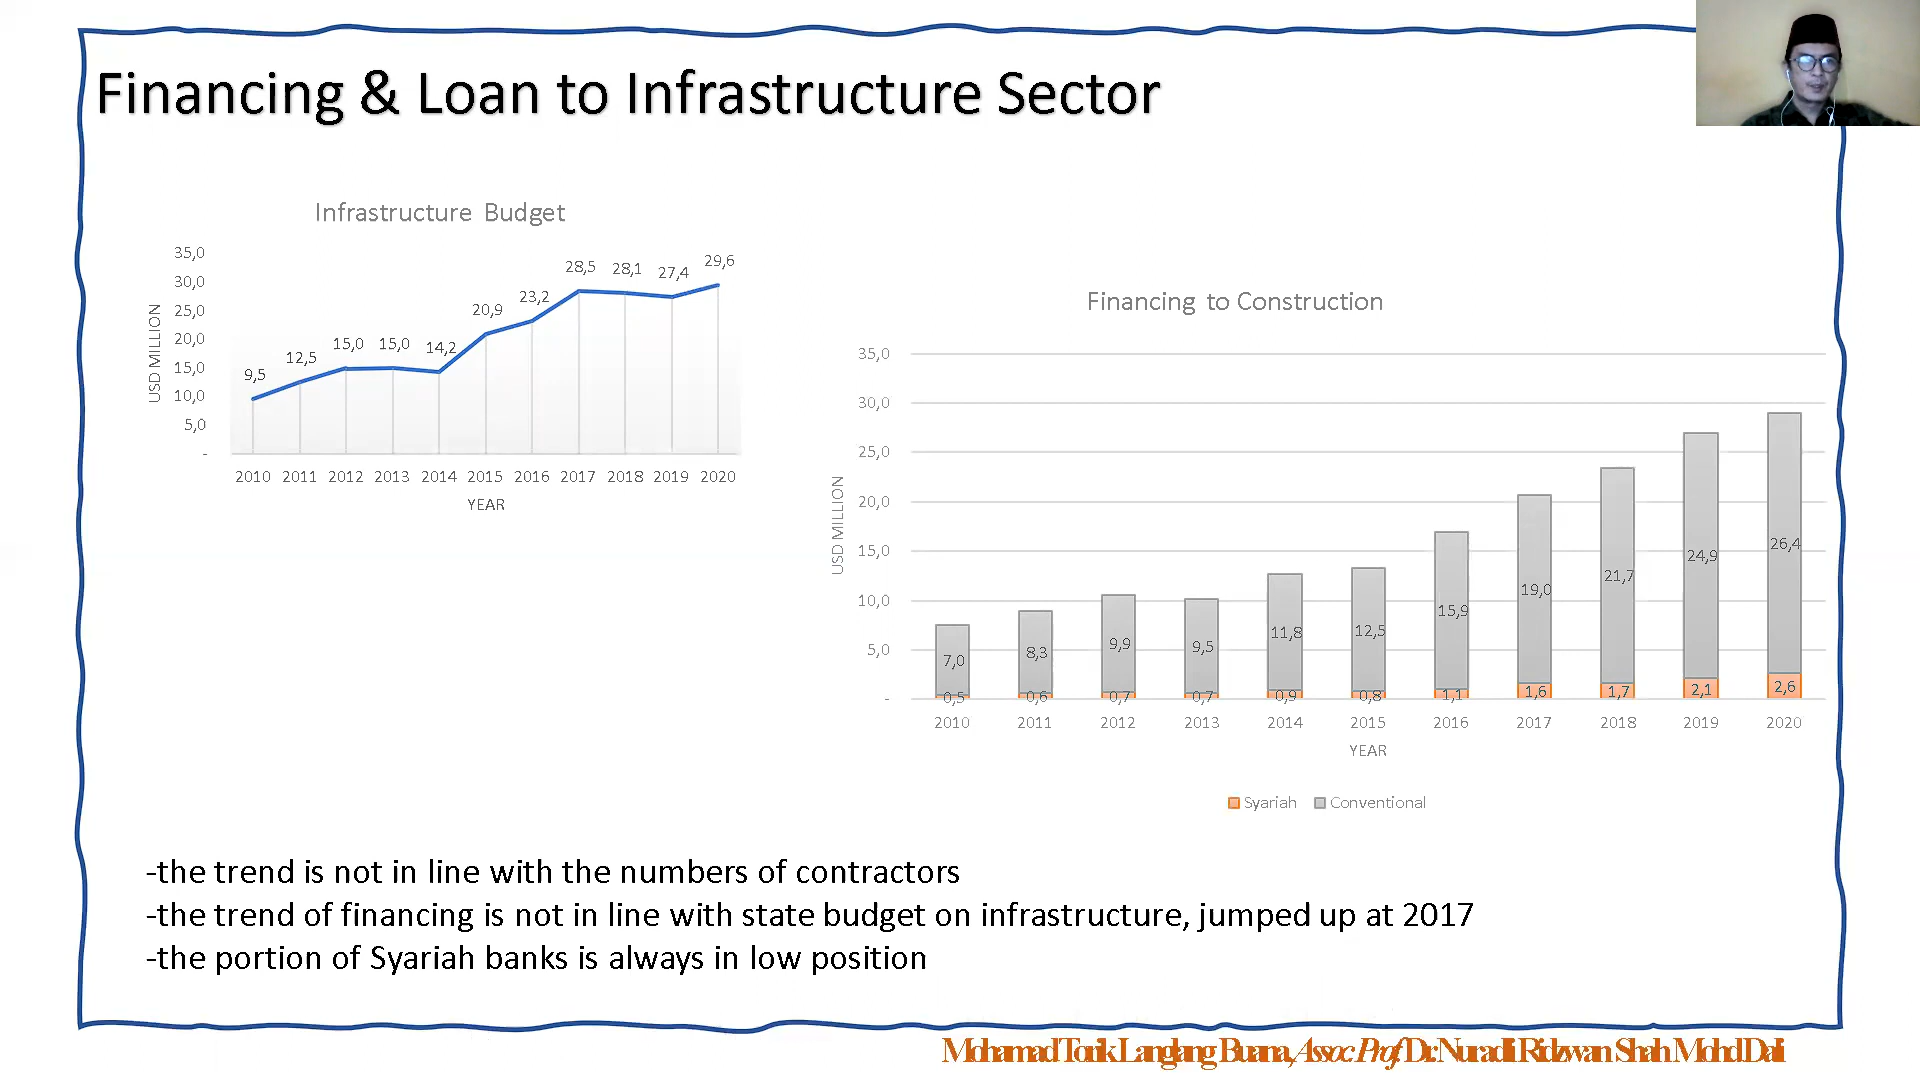 Financing & Loan to Infrastructure Sector
Infrastructure Budget
35,0
30,0
25,0
20,0
15,0
10,0
5,0
-
USD MILLION
9,5
12,5
15,0
15,0
14,2
20,9
23,2
28,5
28,1
27,4
29,6
2010 2011 2012 2013 2014 2015 2016 2017 2018 2019 2020
YEAR
Financing to Construction
35,0
30,0
25,0
20,0
15,0
10,0
5,0
-
USD MILLION
7,0 8,3 9,9 9,5 11,8 12,5 15,9 19,0 21,7 24,9 26,4
0,5 0,6 0,7 0,7 0,9 0,8 1,1 1,6 1,7 2,1 2,6
2010 2011 2012 2013 2014 2015 2016 2017 2018 2019 2020
YEAR
Syariah Conventional
-the trend is not in line with the numbers of contractors
-the trend of financing is not in line with state budget on infrastructure, jumped up at 2017
-the portion of Syariah banks is always in low position
Mohamad Torik Langlang Buana, Assoc. Prof. Dr. Nuradli Ridzwan Shah Mohd Dali